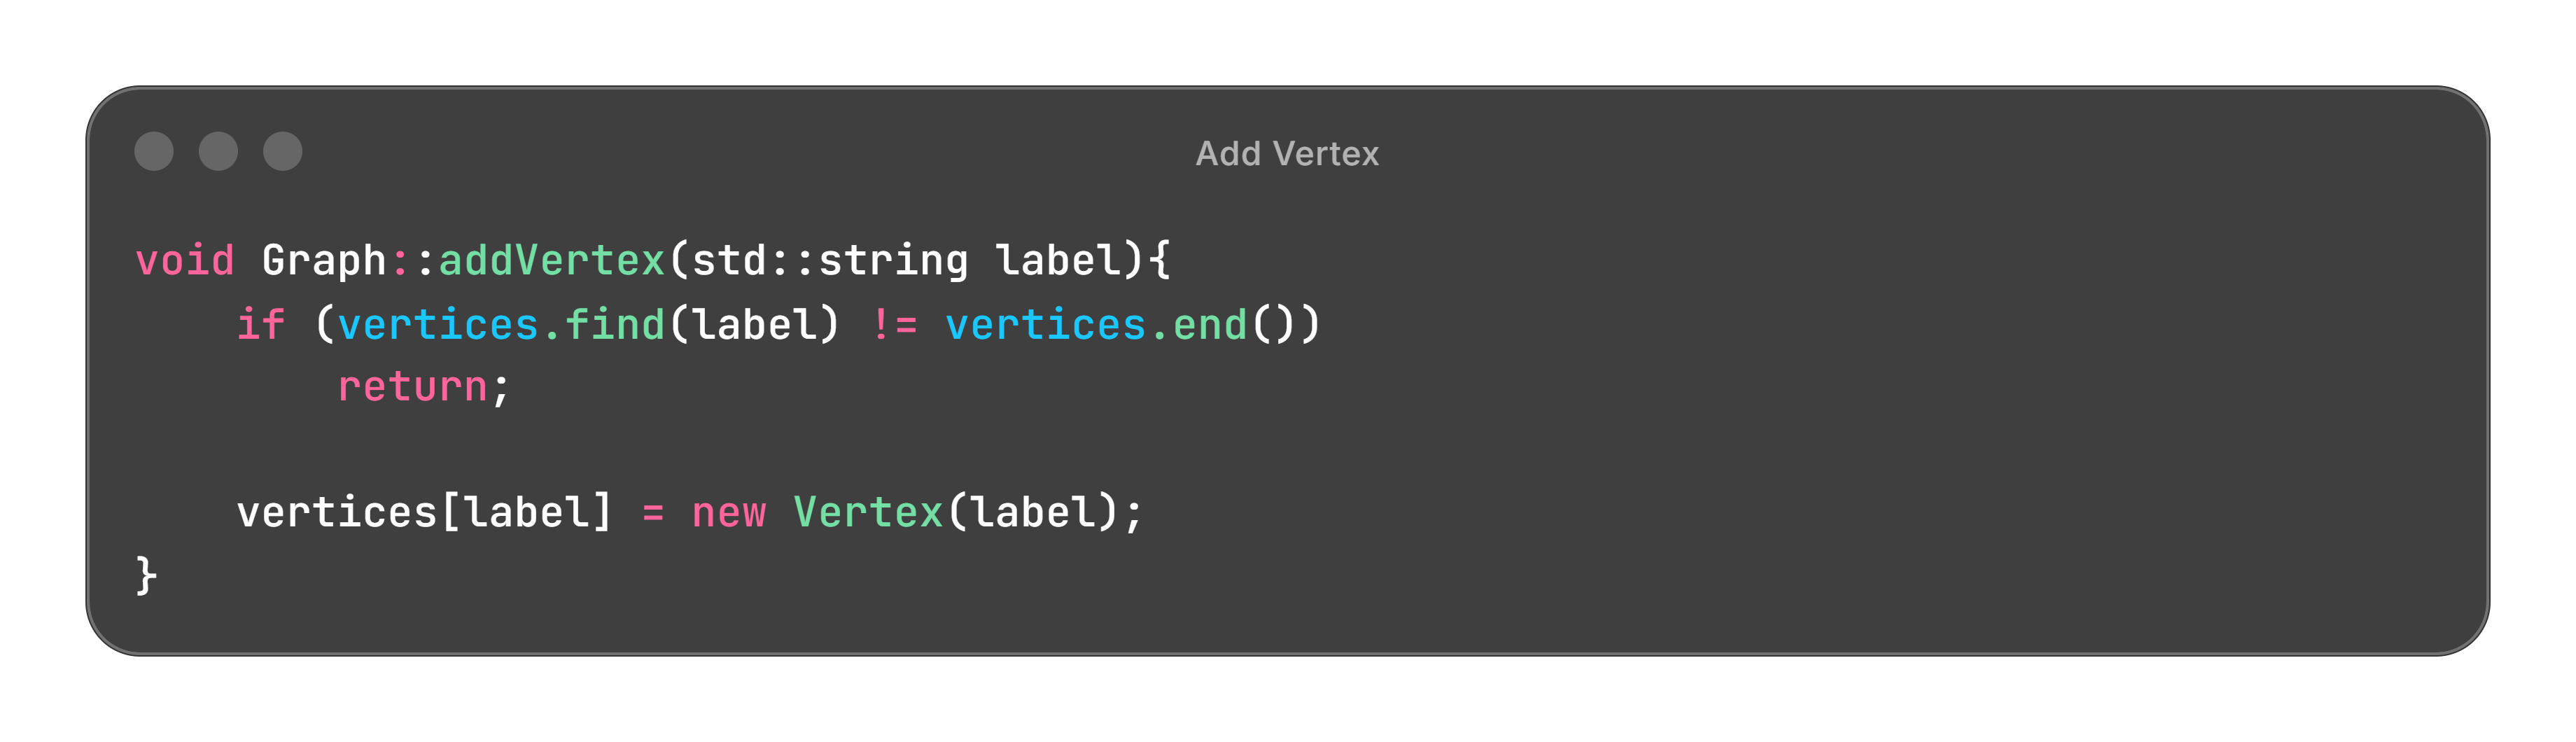 Add Vertex
void Graph::addVertex(std::string label){
    if (vertices.find(label) != vertices.end())
        return;

    vertices[label] = new Vertex(label);
}